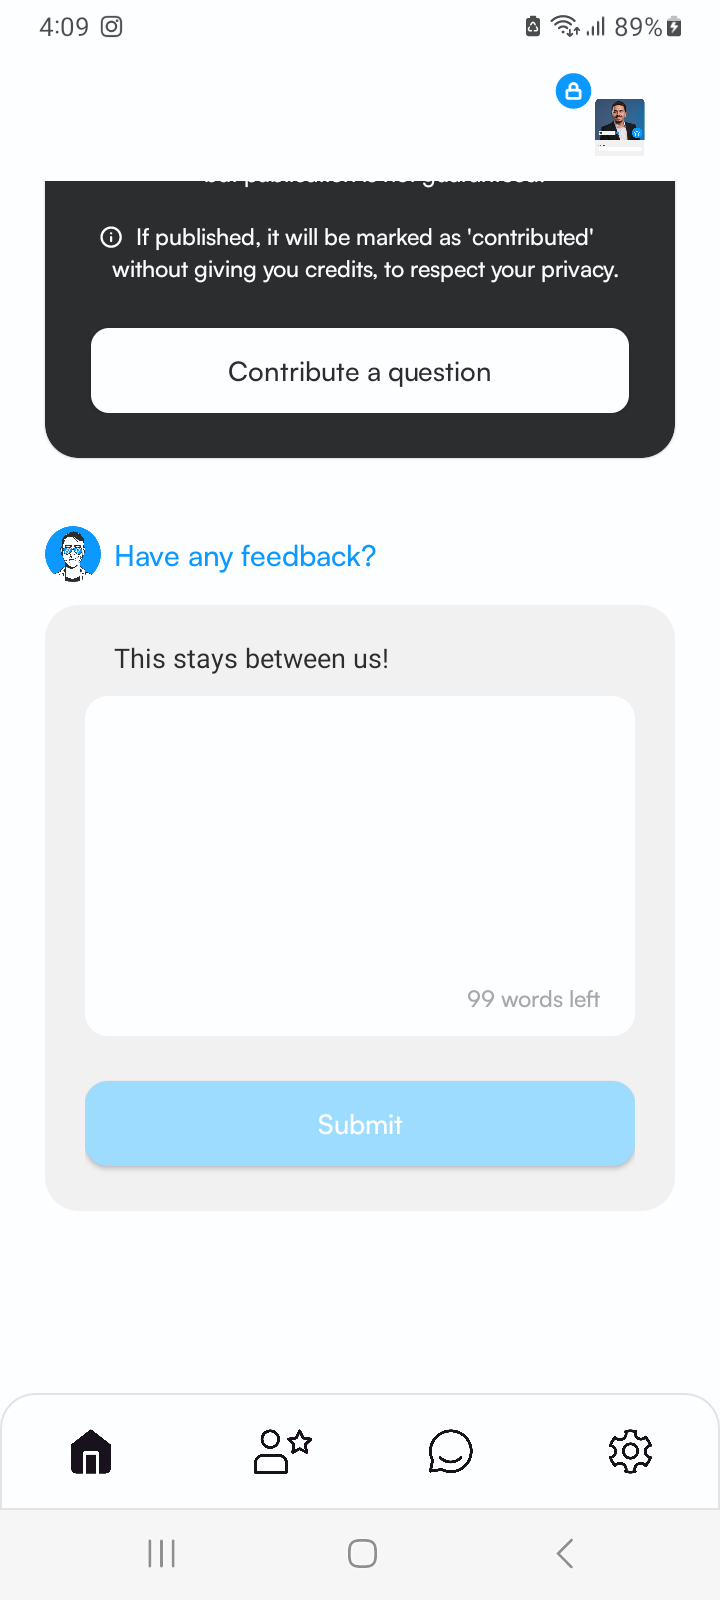 4:09
89%
If published, it will be marked as 'contributed'
without giving you credits, to respect your privacy.
Contribute a question
Have any feedback?
This stays between us!
99 words left
Submit